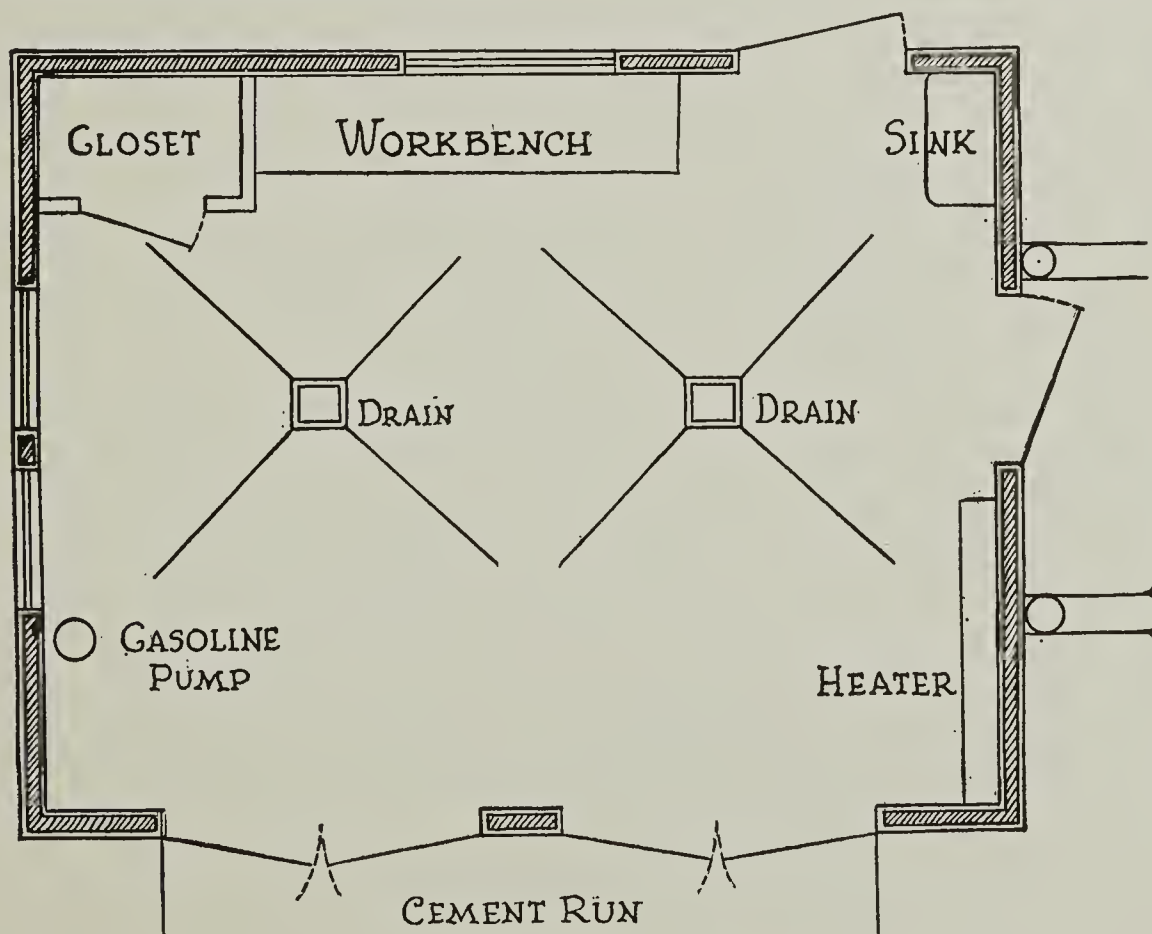 CLOSET
WORKBENCH
SINK
DRAIN
DRAIN
GASOLINE
PUMP
HEATER
CEMENT RUN